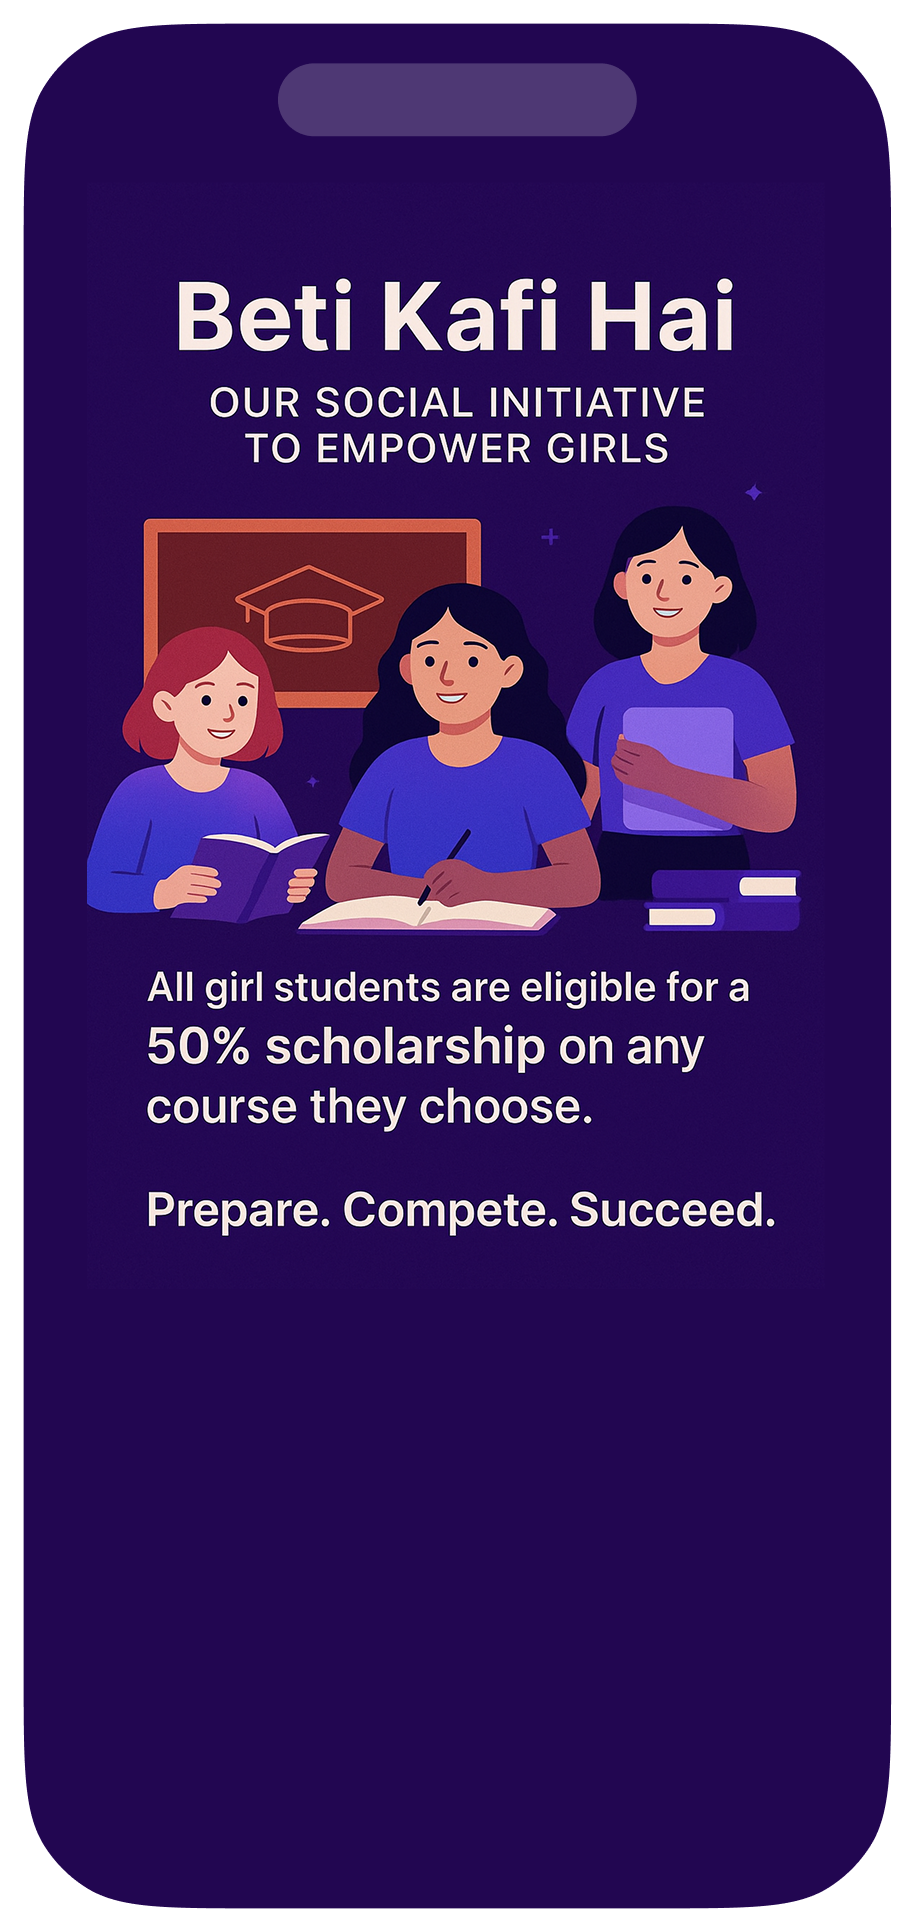 Beti Kafi Hai
OUR SOCIAL INITIATIVE
TO EMPOWER GIRLS
All girl students are eligible for a
50% scholarship on any
course they choose.
Prepare. Compete. Succeed.